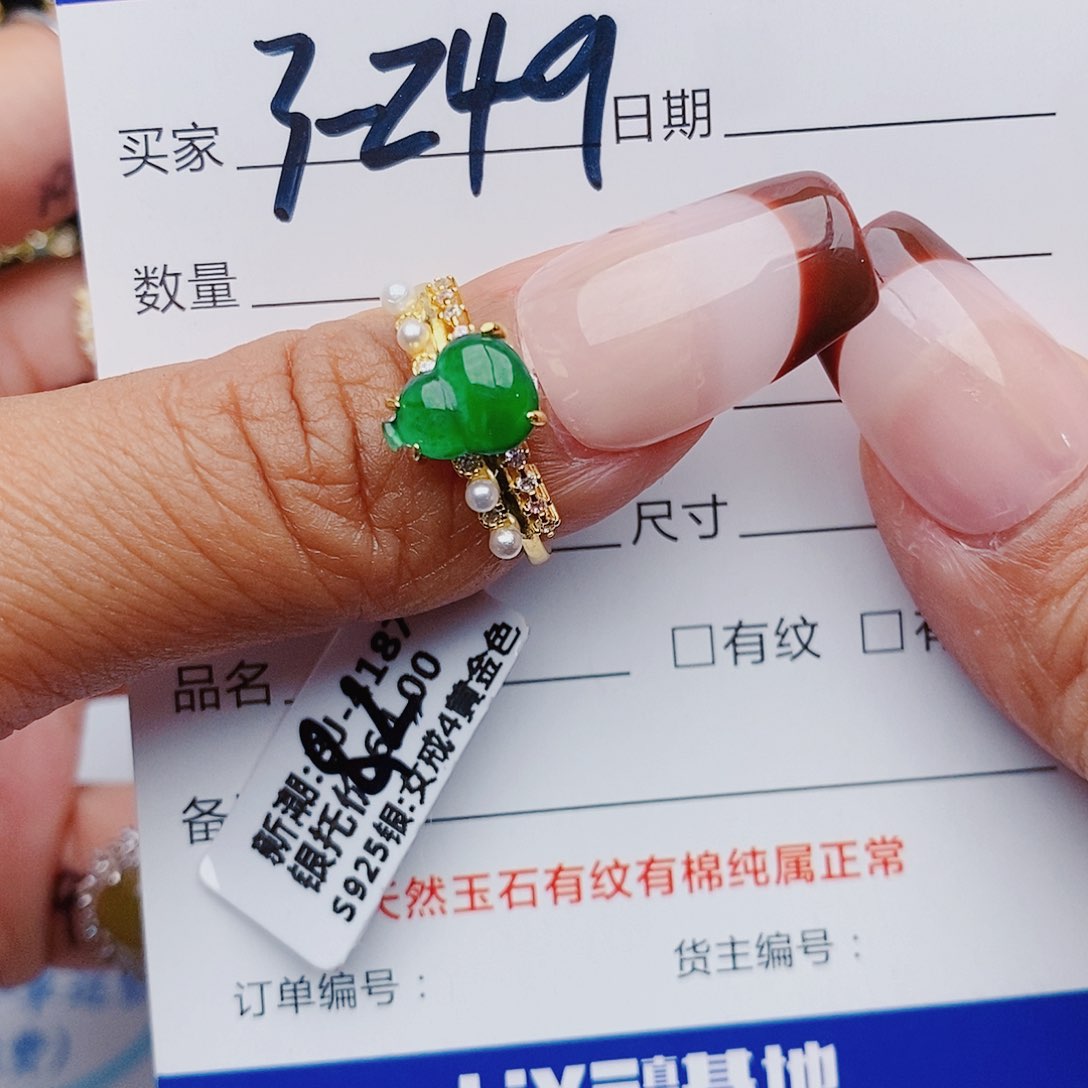 买家 3-249 日期
数量
尺寸
品名 □有纹 □
备
天然玉石有纹有棉纯属正常
订单编号： 货主编号：
基地
新潮:
银托价
S925银:女戒4黄金色